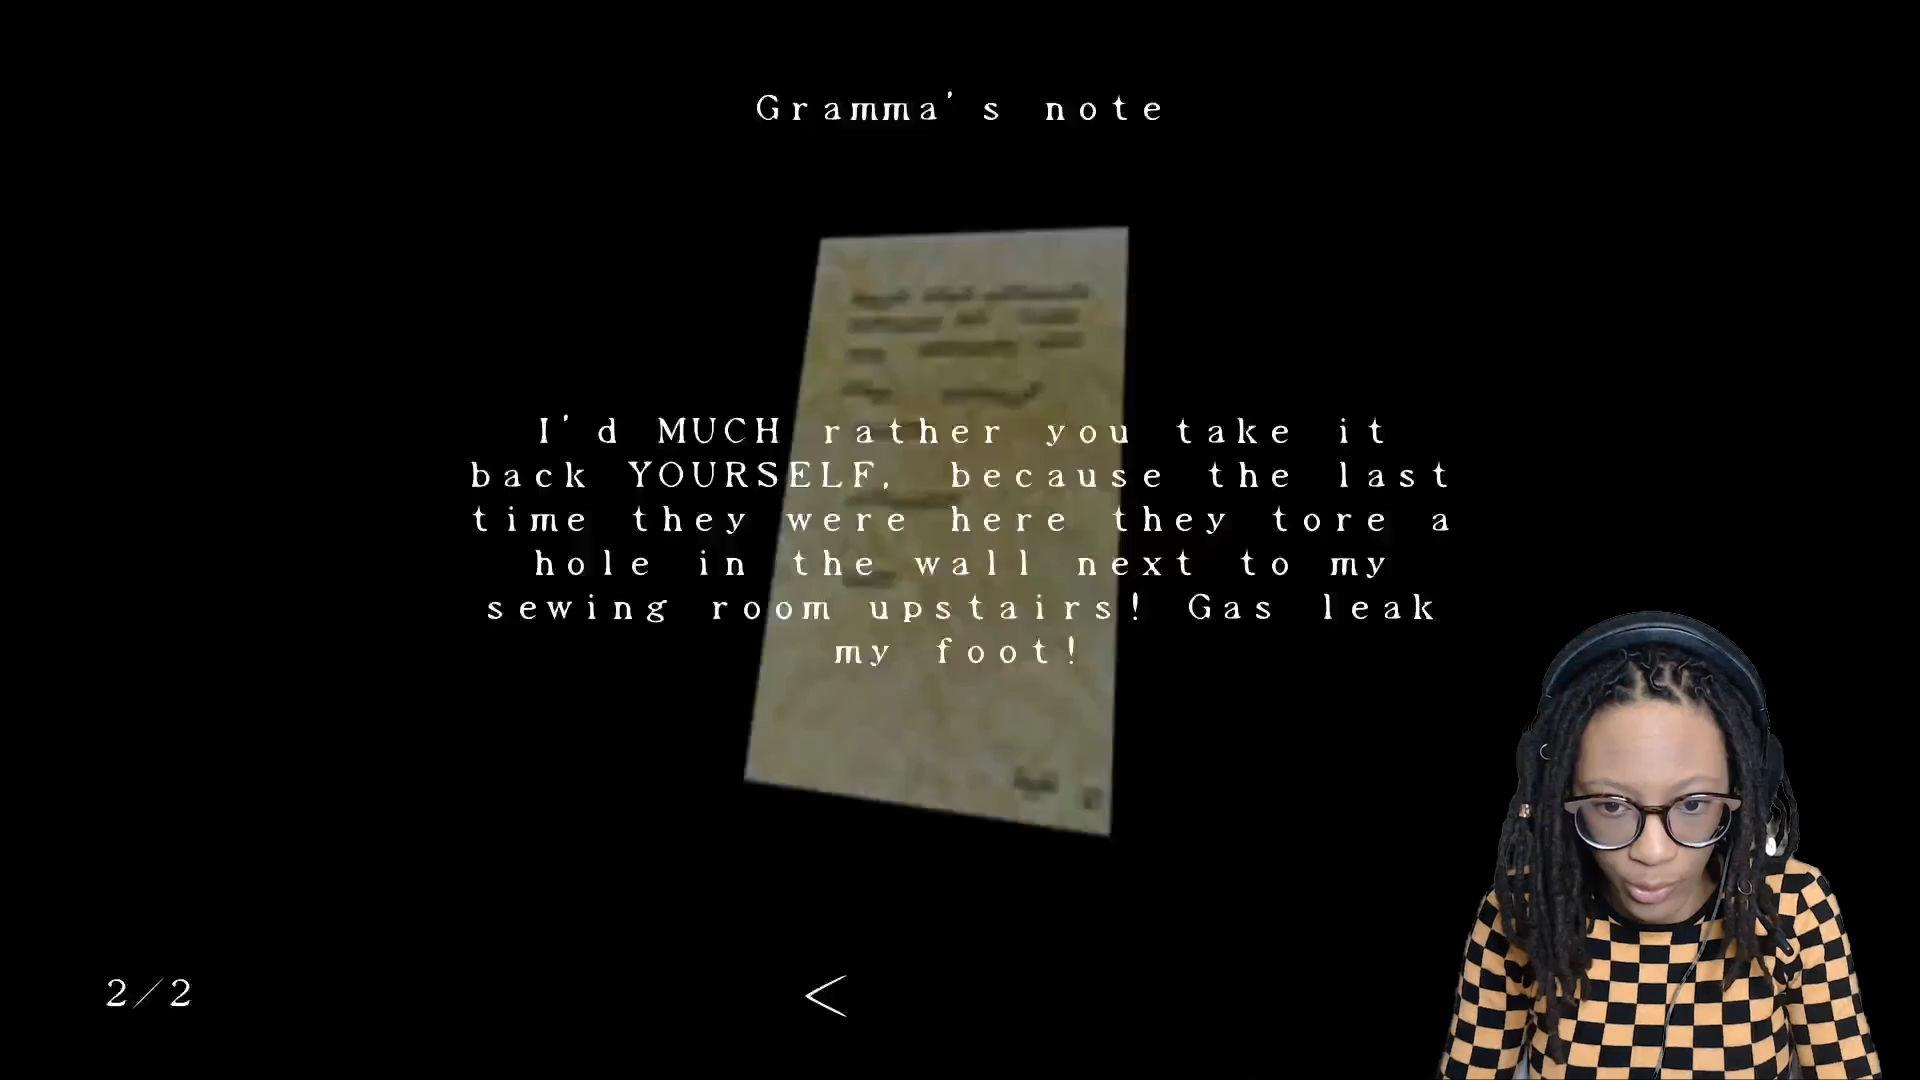 Gramma's note
I'd MUCH rather you take it
back YOURSELF, because the last
time they were here they tore a
hole in the wall next to my
sewing room upstairs! Gas leak
my foot!
2/2
<